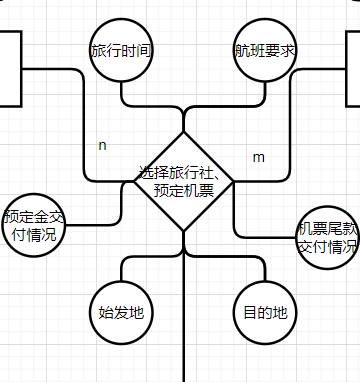 旅行时间
航班要求
n
m
选择旅行社、
预定机票
预定金交
付情况
机票尾款
交付情况
始发地
目的地